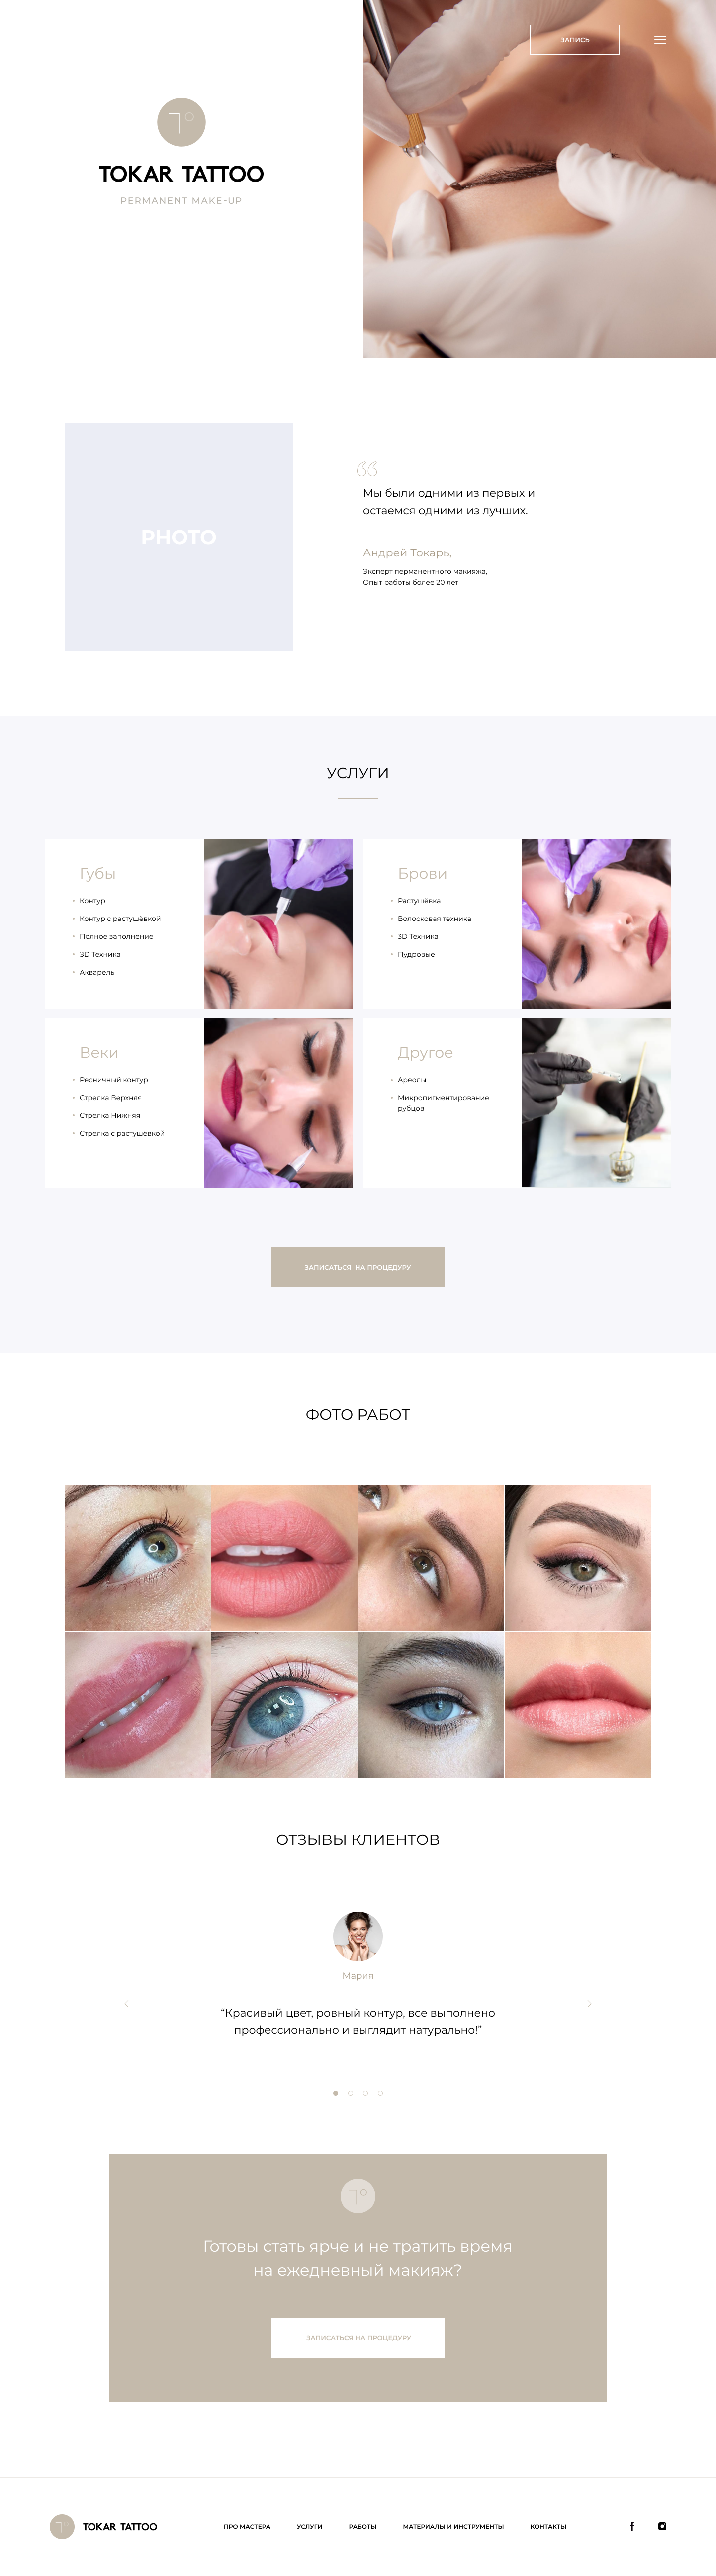 ЗАПИСЬ
T°
TOKAR TATTOO
PERMANENT MAKE-UP
PHOTO
“
Мы были одними из первых и
остаемся одними из лучших.
Андрей Токарь,
Эксперт перманентного макияжа,
Опыт работы более 20 лет
УСЛУГИ
Губы
Контур
Контур с растушёвкой
Полное заполнение
3D Техника
Акварель
Брови
Растушёвка
Волосковая техника
3D Техника
Пудровые
Веки
Ресничный контур
Стрелка Верхняя
Стрелка Нижняя
Стрелка с растушёвкой
Другое
Ареолы
Микропигментирование
рубцов
ЗАПИСАТЬСЯ НА ПРОЦЕДУРУ
ФОТО РАБОТ
ОТЗЫВЫ КЛИЕНТОВ
Мария
“Красивый цвет, ровный контур, все выполнено
профессионально и выглядит натурально!”
T°
Готовы стать ярче и не тратить время
на ежедневный макияж?
ЗАПИСАТЬСЯ НА ПРОЦЕДУРУ
T°
TOKAR TATTOO
ПРО МАСТЕРА
УСЛУГИ
РАБОТЫ
МАТЕРИАЛЫ И ИНСТРУМЕНТЫ
КОНТАКТЫ